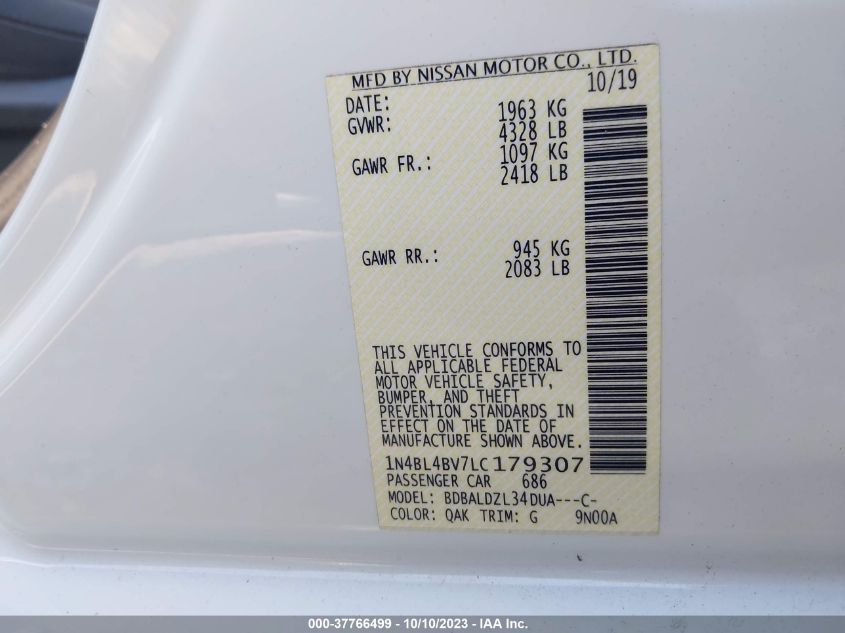 MFD BY NISSAN MOTOR CO., LTD.
DATE: 10/19
GVWR: 1963 KG
4328 LB
GAWR FR.: 1097 KG
2418 LB
GAWR RR.: 945 KG
2083 LB
THIS VEHICLE CONFORMS TO
ALL APPLICABLE FEDERAL
MOTOR VEHICLE SAFETY,
BUMPER, AND THEFT
PREVENTION STANDARDS IN
EFFECT ON THE DATE OF
MANUFACTURE SHOWN ABOVE.
1N4BL4BV7LC179307
PASSENGER CAR 686
MODEL: BDBALDZL34DUA---C-
COLOR: QAK TRIM: G 9N00A
000-37766499 - 10/10/2023 - IAA Inc.